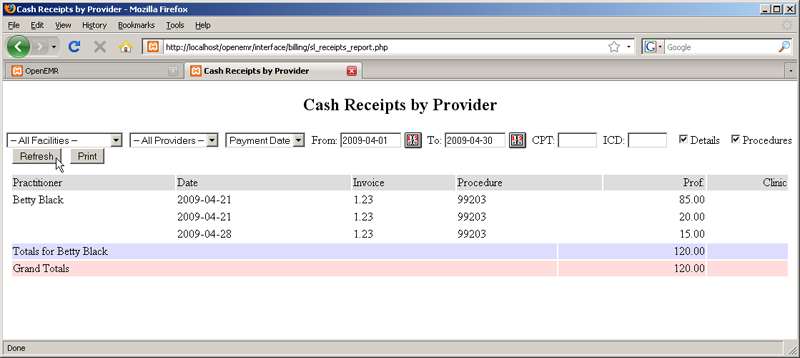 Cash Receipts by Provider - Mozilla Firefox
File Edit View History Bookmarks Tools Help
http://localhost/openemr/interface/billing/sl_receipts_report.php
G Google
OpenEMR Cash Receipts by Provider
Cash Receipts by Provider
-- All Facilities -- -- All Providers -- Payment Date From: 2009-04-01 To: 2009-04-30 CPT: ICD: Details Procedures
Refresh Print
Practitioner Date Invoice Procedure Prof. Clinic
Betty Black 2009-04-21 1.23 99203 85.00
2009-04-21 1.23 99203 20.00
2009-04-28 1.23 99203 15.00
Totals for Betty Black 120.00
Grand Totals 120.00
Done